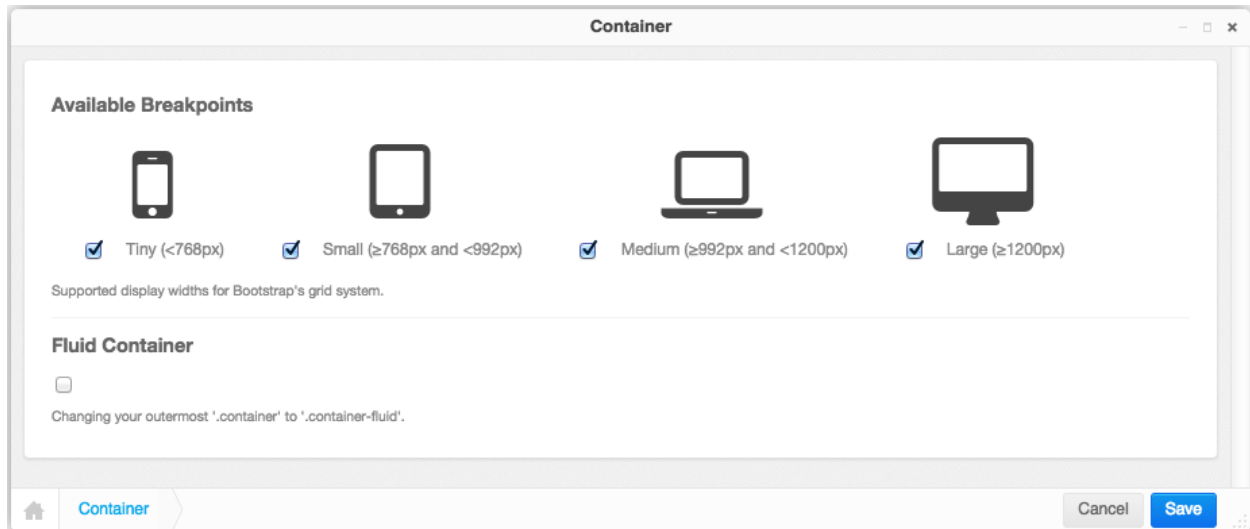 Container
Available Breakpoints
Tiny (<768px) Small (≥768px and <992px) Medium (≥992px and <1200px) Large (≥1200px)
Supported display widths for Bootstrap's grid system.
Fluid Container
Changing your outermost '.container' to '.container-fluid'.
Container Cancel Save